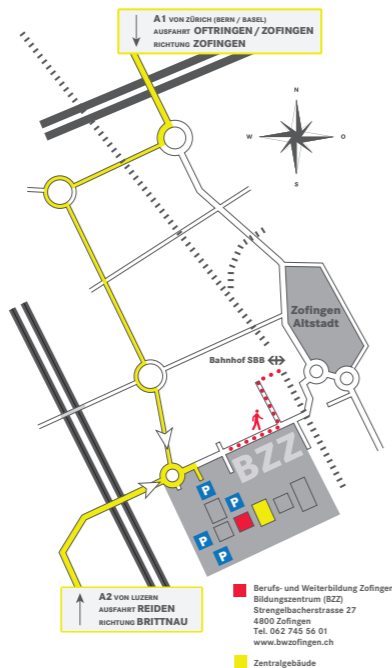 A1 VON ZÜRICH (BERN / BASEL)
AUSFAHRT OFTRINGEN / ZOFINGEN
RICHTUNG ZOFINGEN
N
W
O
S
Zofingen
Altstadt
Bahnhof SBB
BZZ
P
P
P
P
A2 VON LUZERN
AUSFAHRT REIDEN
RICHTUNG BRITTNAU
Berufs- und Weiterbildung Zofingen
Bildungszentrum (BZZ)
Strengelbacherstrasse 27
4800 Zofingen
Tel. 062 745 56 01
www.bwzofingen.ch
Zentralgebäude